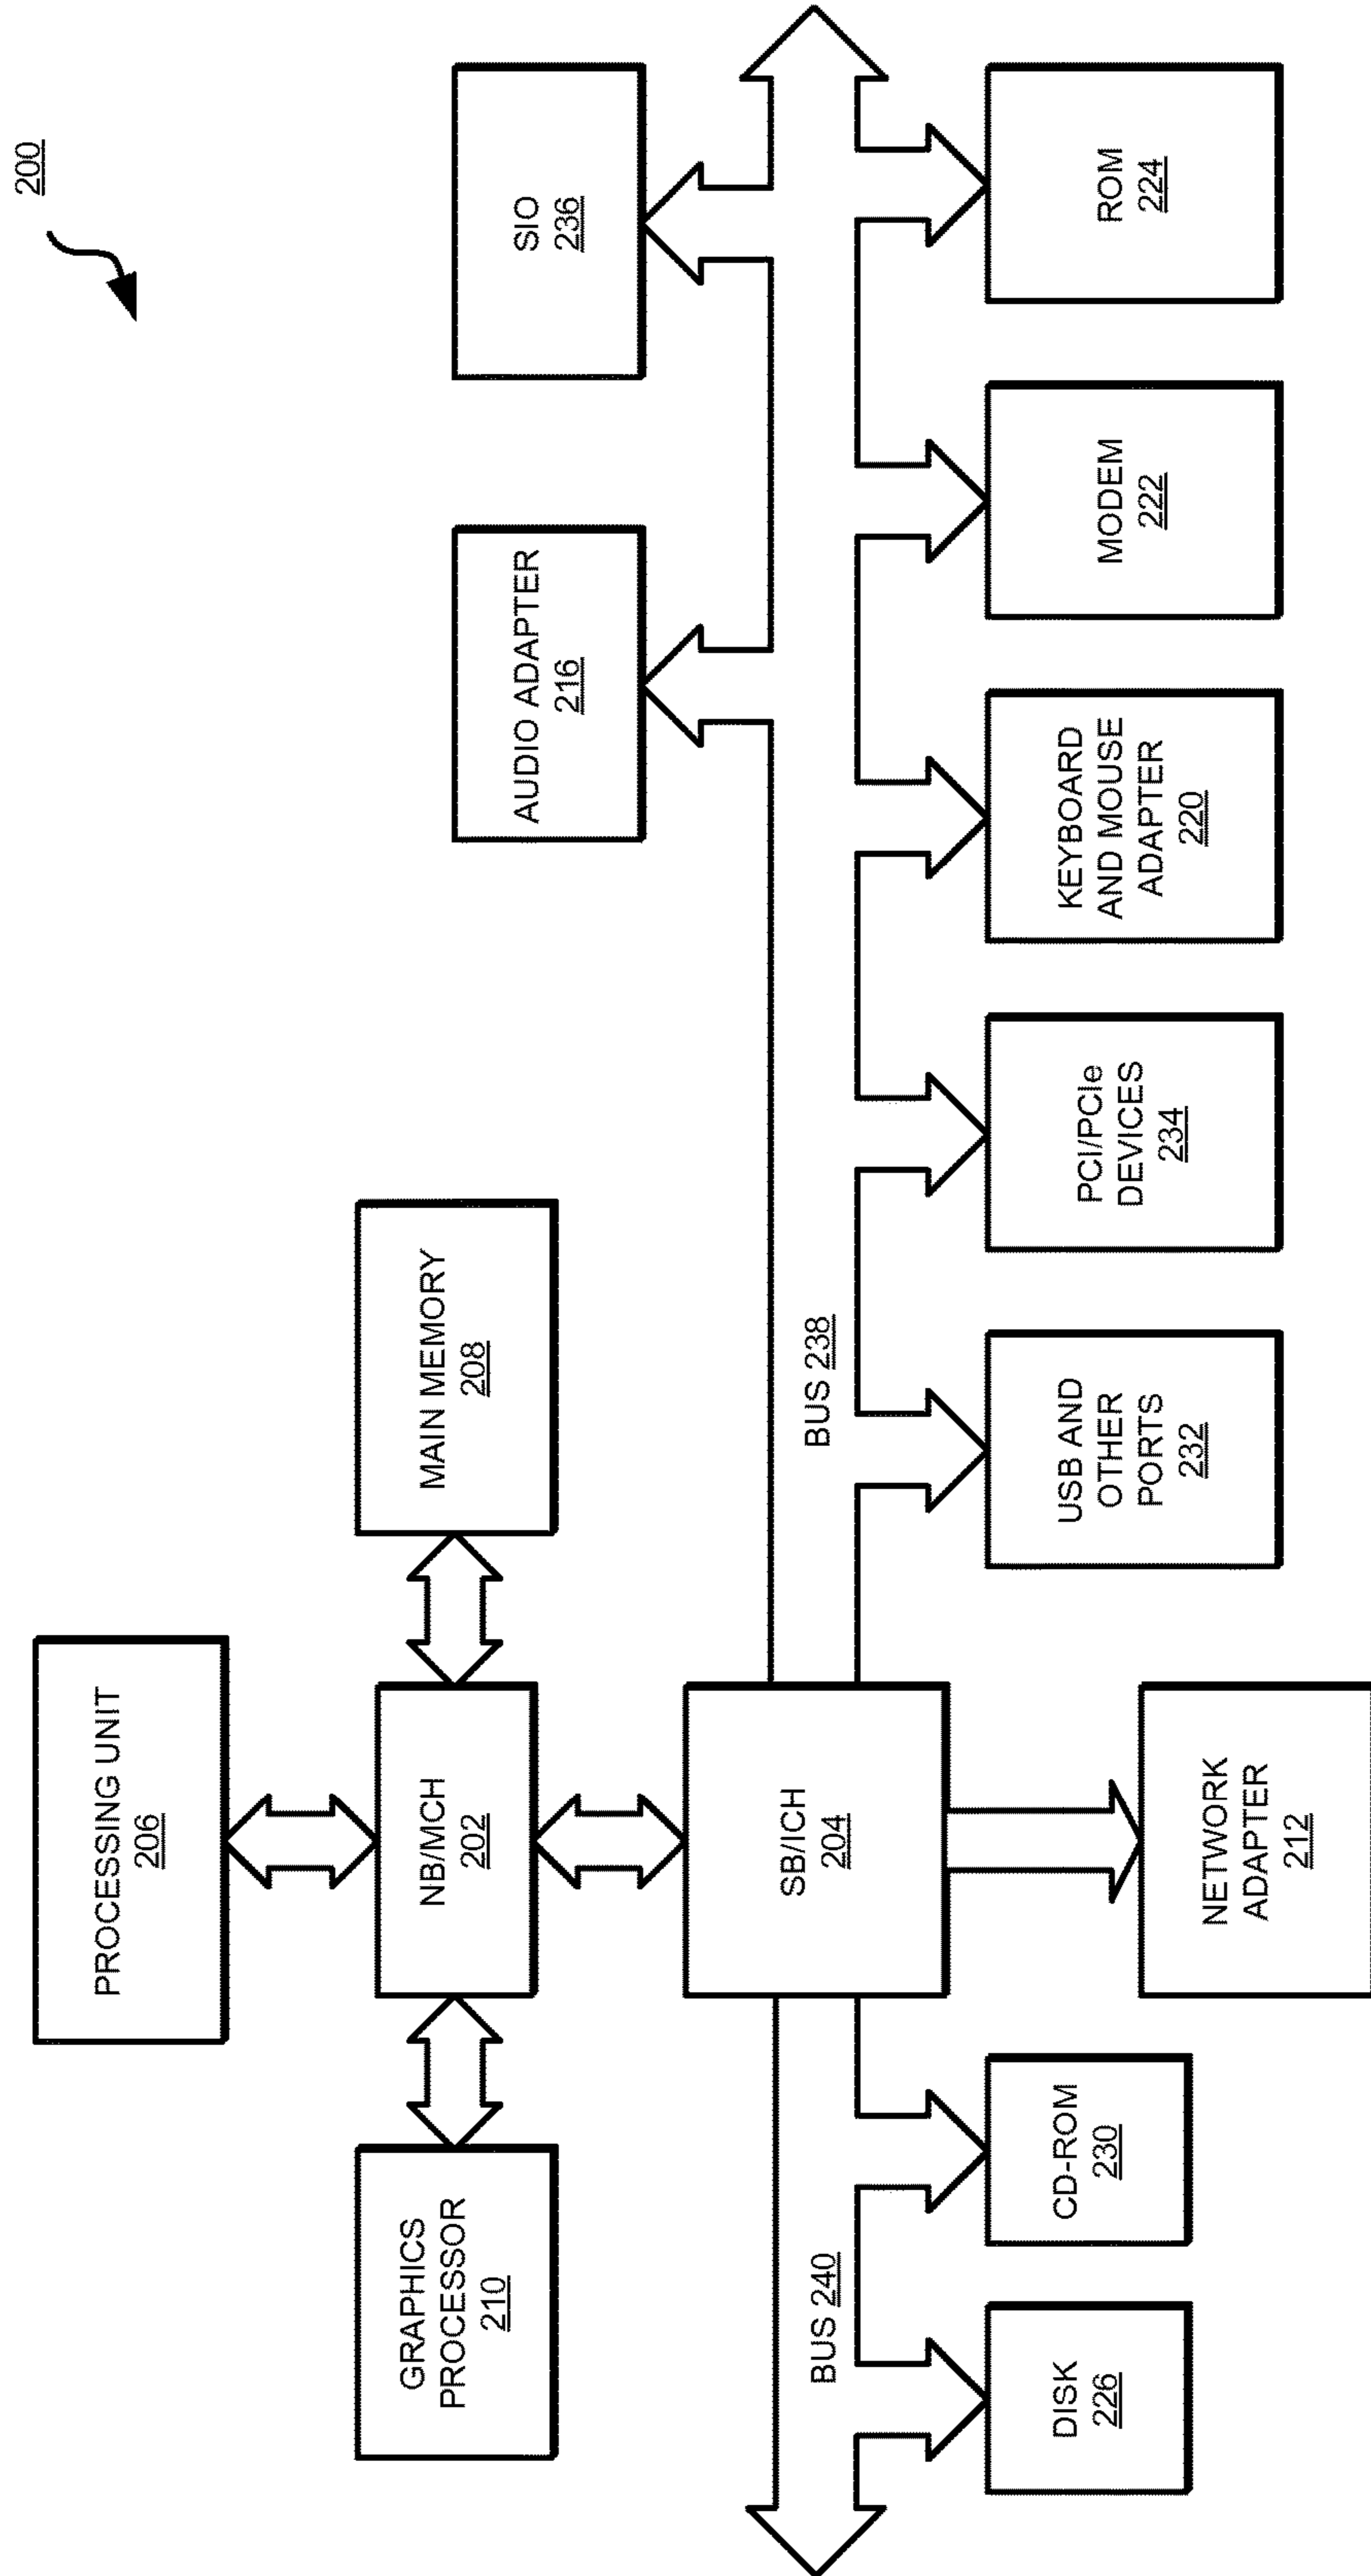 200
PROCESSING UNIT
206
GRAPHICS
PROCESSOR
210
NB/MCH
202
MAIN MEMORY
208
AUDIO ADAPTER
216
SIO
236
SB/ICH
204
BUS 240
BUS 238
DISK
226
CD-ROM
230
USB AND
OTHER
PORTS
232
PCI/PCIe
DEVICES
234
KEYBOARD
AND MOUSE
ADAPTER
220
MODEM
222
ROM
224
NETWORK
ADAPTER
212